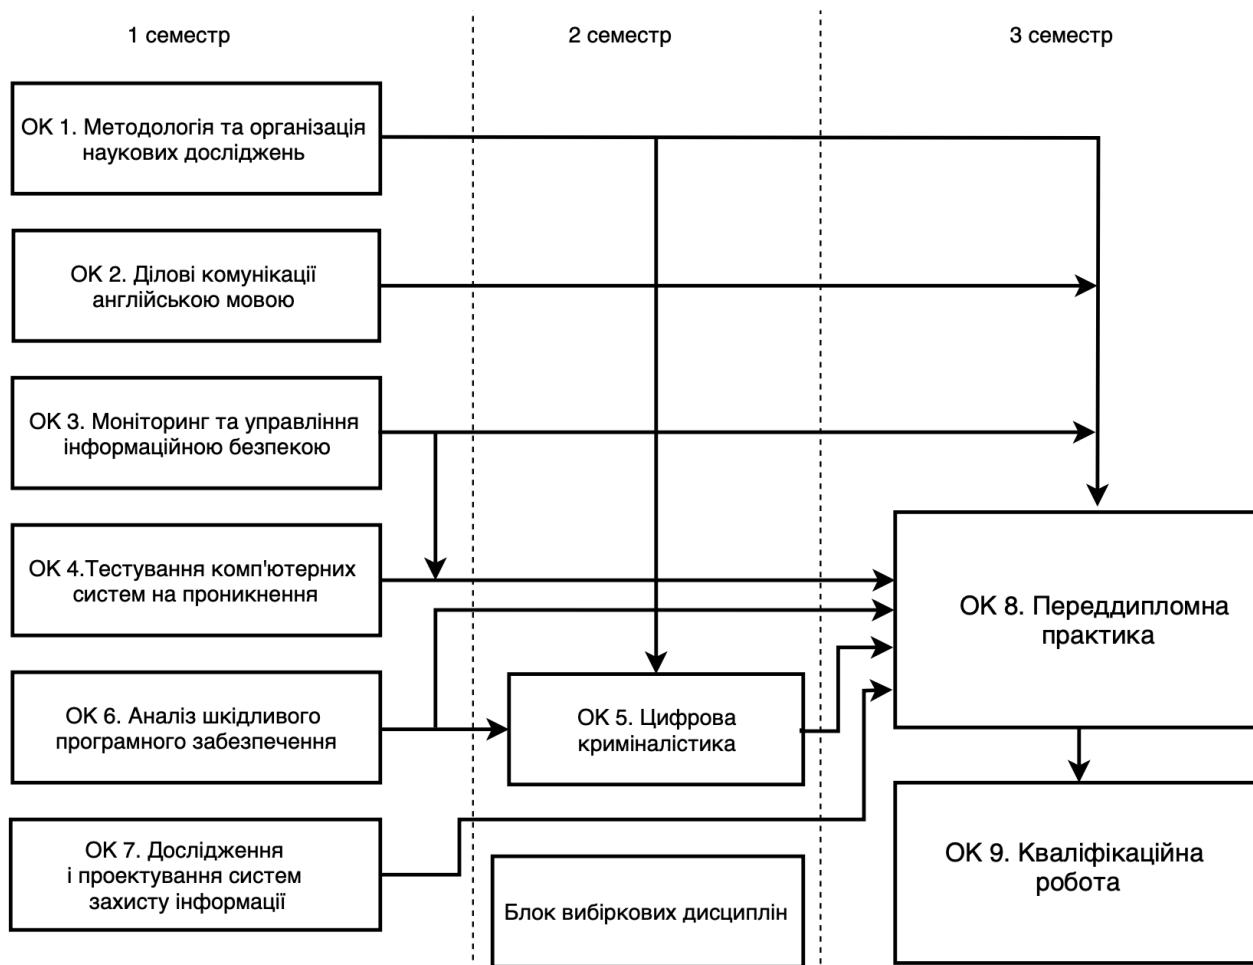 1 семестр
2 семестр
3 семестр
ОК 1. Методологія та організація
наукових досліджень
ОК 2. Ділові комунікації
англійською мовою
ОК 3. Моніторинг та управління
інформаційною безпекою
ОК 4.Тестування комп'ютерних
систем на проникнення
ОК 6. Аналіз шкідливого
програмного забезпечення
ОК 7. Дослідження
і проектування систем
захисту інформації
ОК 5. Цифрова
криміналістика
Блок вибіркових дисциплін
ОК 8. Переддипломна
практика
ОК 9. Кваліфікаційна
робота